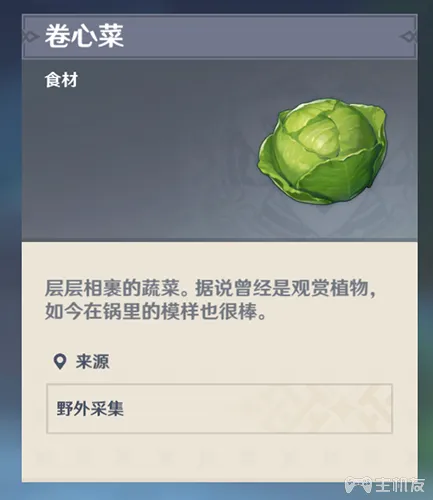 卷心菜
食材
层层相裹的蔬菜。据说曾经是观赏植物，
如今在锅里的模样也很棒。
来源
野外采集
主机友